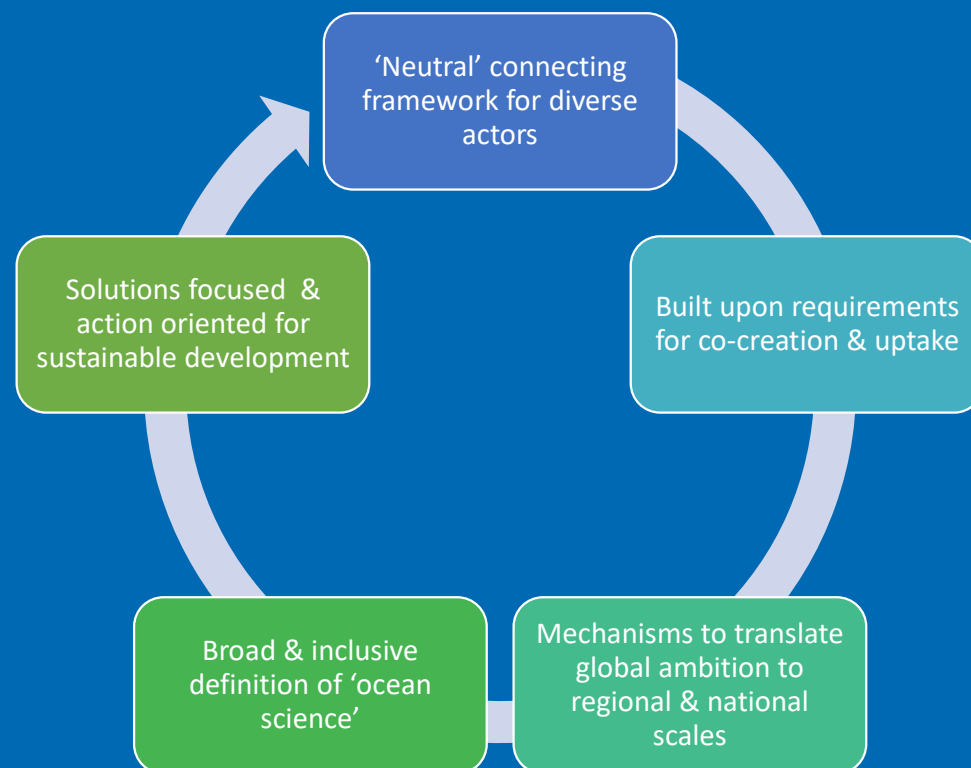 ‘Neutral’ connecting
framework for diverse
actors
Built upon requirements
for co-creation & uptake
Mechanisms to translate
global ambition to
regional & national
scales
Broad & inclusive
definition of ‘ocean
science’
Solutions focused & 
action oriented for
sustainable development